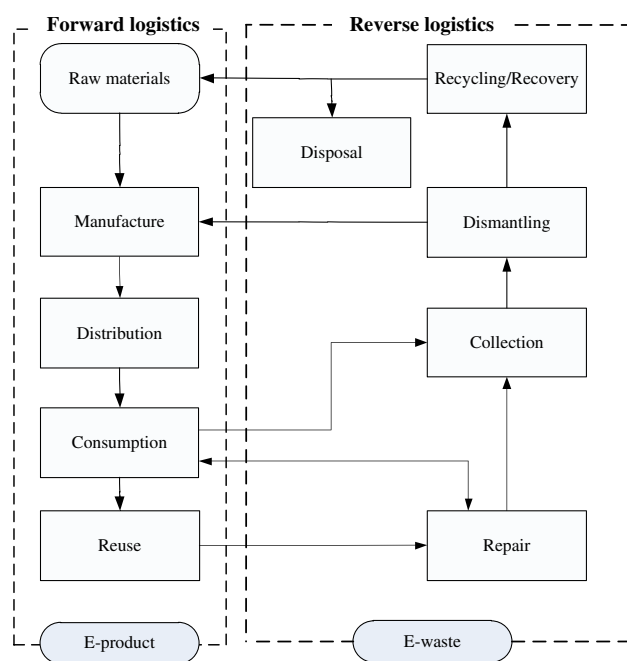 Forward logistics
Reverse logistics
Raw materials
Recycling/Recovery
Disposal
Manufacture
Dismantling
Distribution
Collection
Consumption
Reuse
Repair
E-product
E-waste